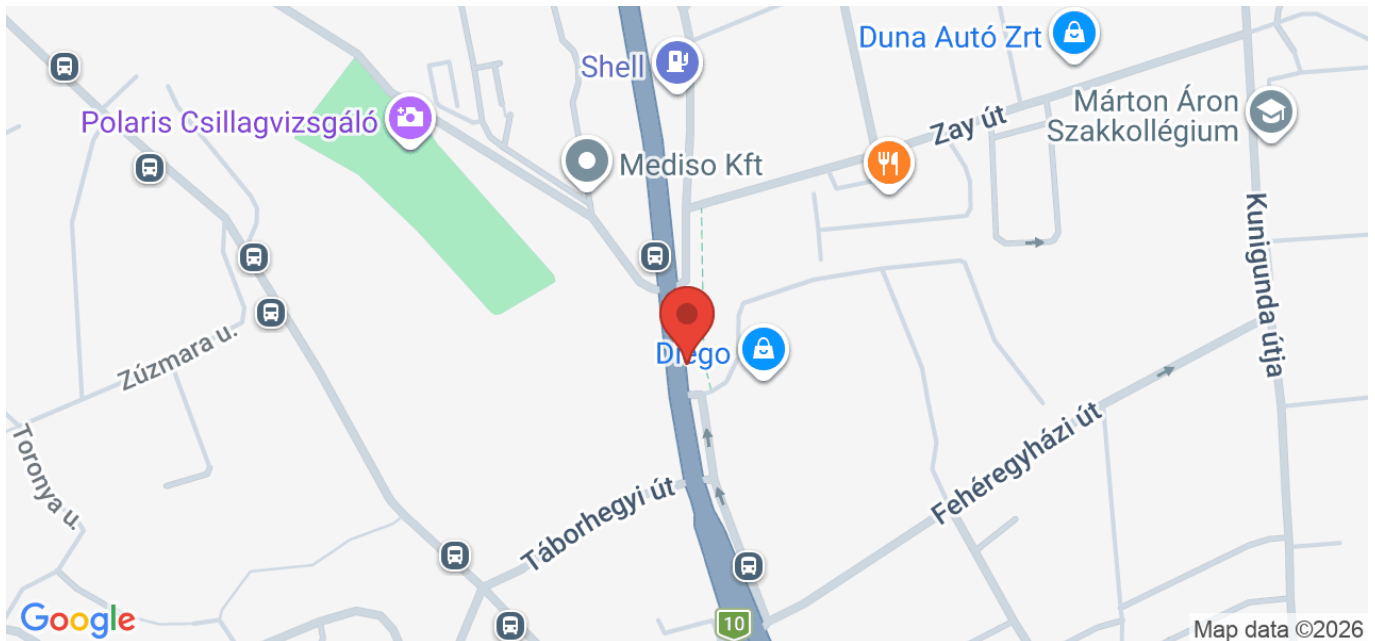 Duna Autó Zrt
Shell
Márton Áron
Szakkollégium
Polaris Csillagvizsgáló
Zay út
Mediso Kft
Kunigunda útja
Diego
Zúzmara u.
Toronya u.
Fehéregyházi út
Táborhegyi út
10
Google
Map data ©2026